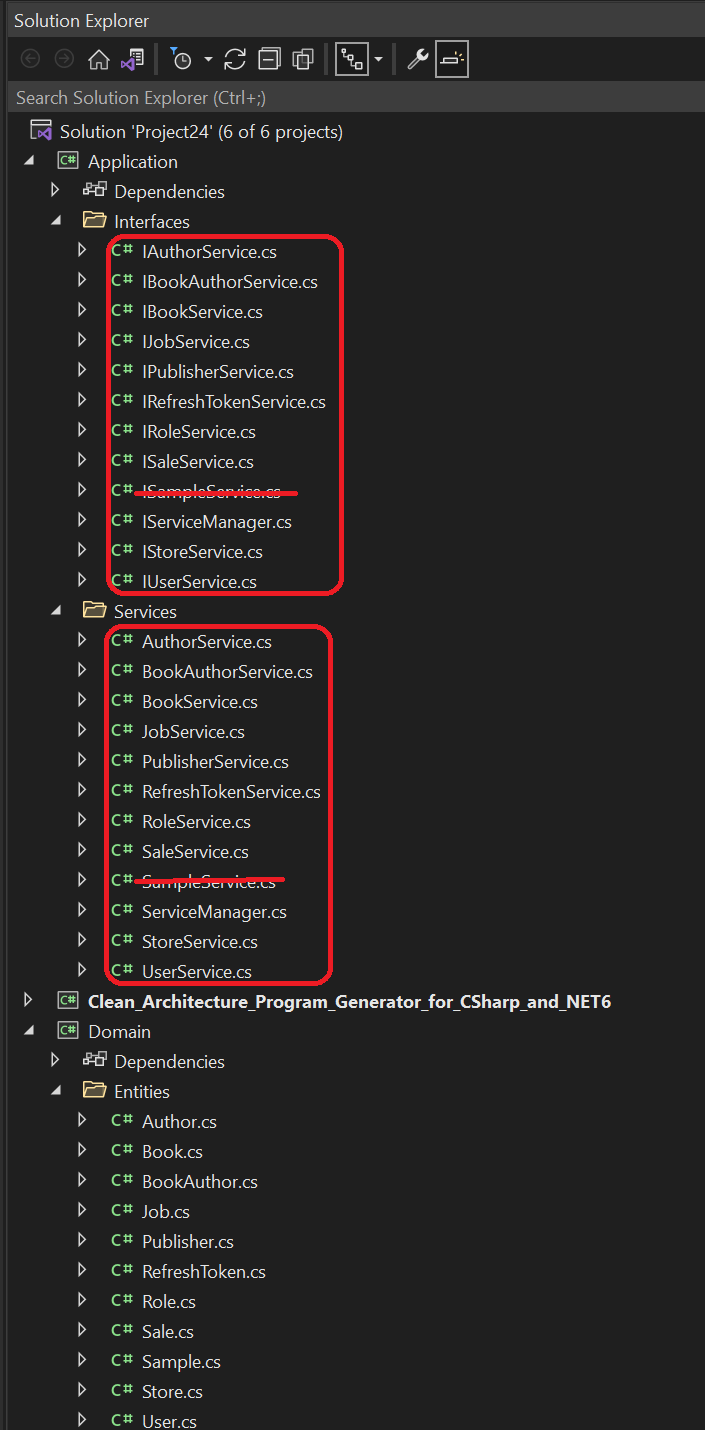 Solution Explorer
Search Solution Explorer (Ctrl+;)
Solution 'Project24' (6 of 6 projects)
C# Application
Dependencies
Interfaces
C# IAuthorService.cs
C# IBookAuthorService.cs
C# IBookService.cs
C# IJobService.cs
C# IPublisherService.cs
C# IRefreshTokenService.cs
C# IRoleService.cs
C# ISaleService.cs
C# ISampleService.cs
C# IServiceManager.cs
C# IStoreService.cs
C# IUserService.cs
Services
C# AuthorService.cs
C# BookAuthorService.cs
C# BookService.cs
C# JobService.cs
C# PublisherService.cs
C# RefreshTokenService.cs
C# RoleService.cs
C# SaleService.cs
C# SampleService.cs
C# ServiceManager.cs
C# StoreService.cs
C# UserService.cs
C# Clean_Architecture_Program_Generator_for_CSharp_and_NET6
C# Domain
Dependencies
Entities
C# Author.cs
C# Book.cs
C# BookAuthor.cs
C# Job.cs
C# Publisher.cs
C# RefreshToken.cs
C# Role.cs
C# Sale.cs
C# Sample.cs
C# Store.cs
C# User.cs